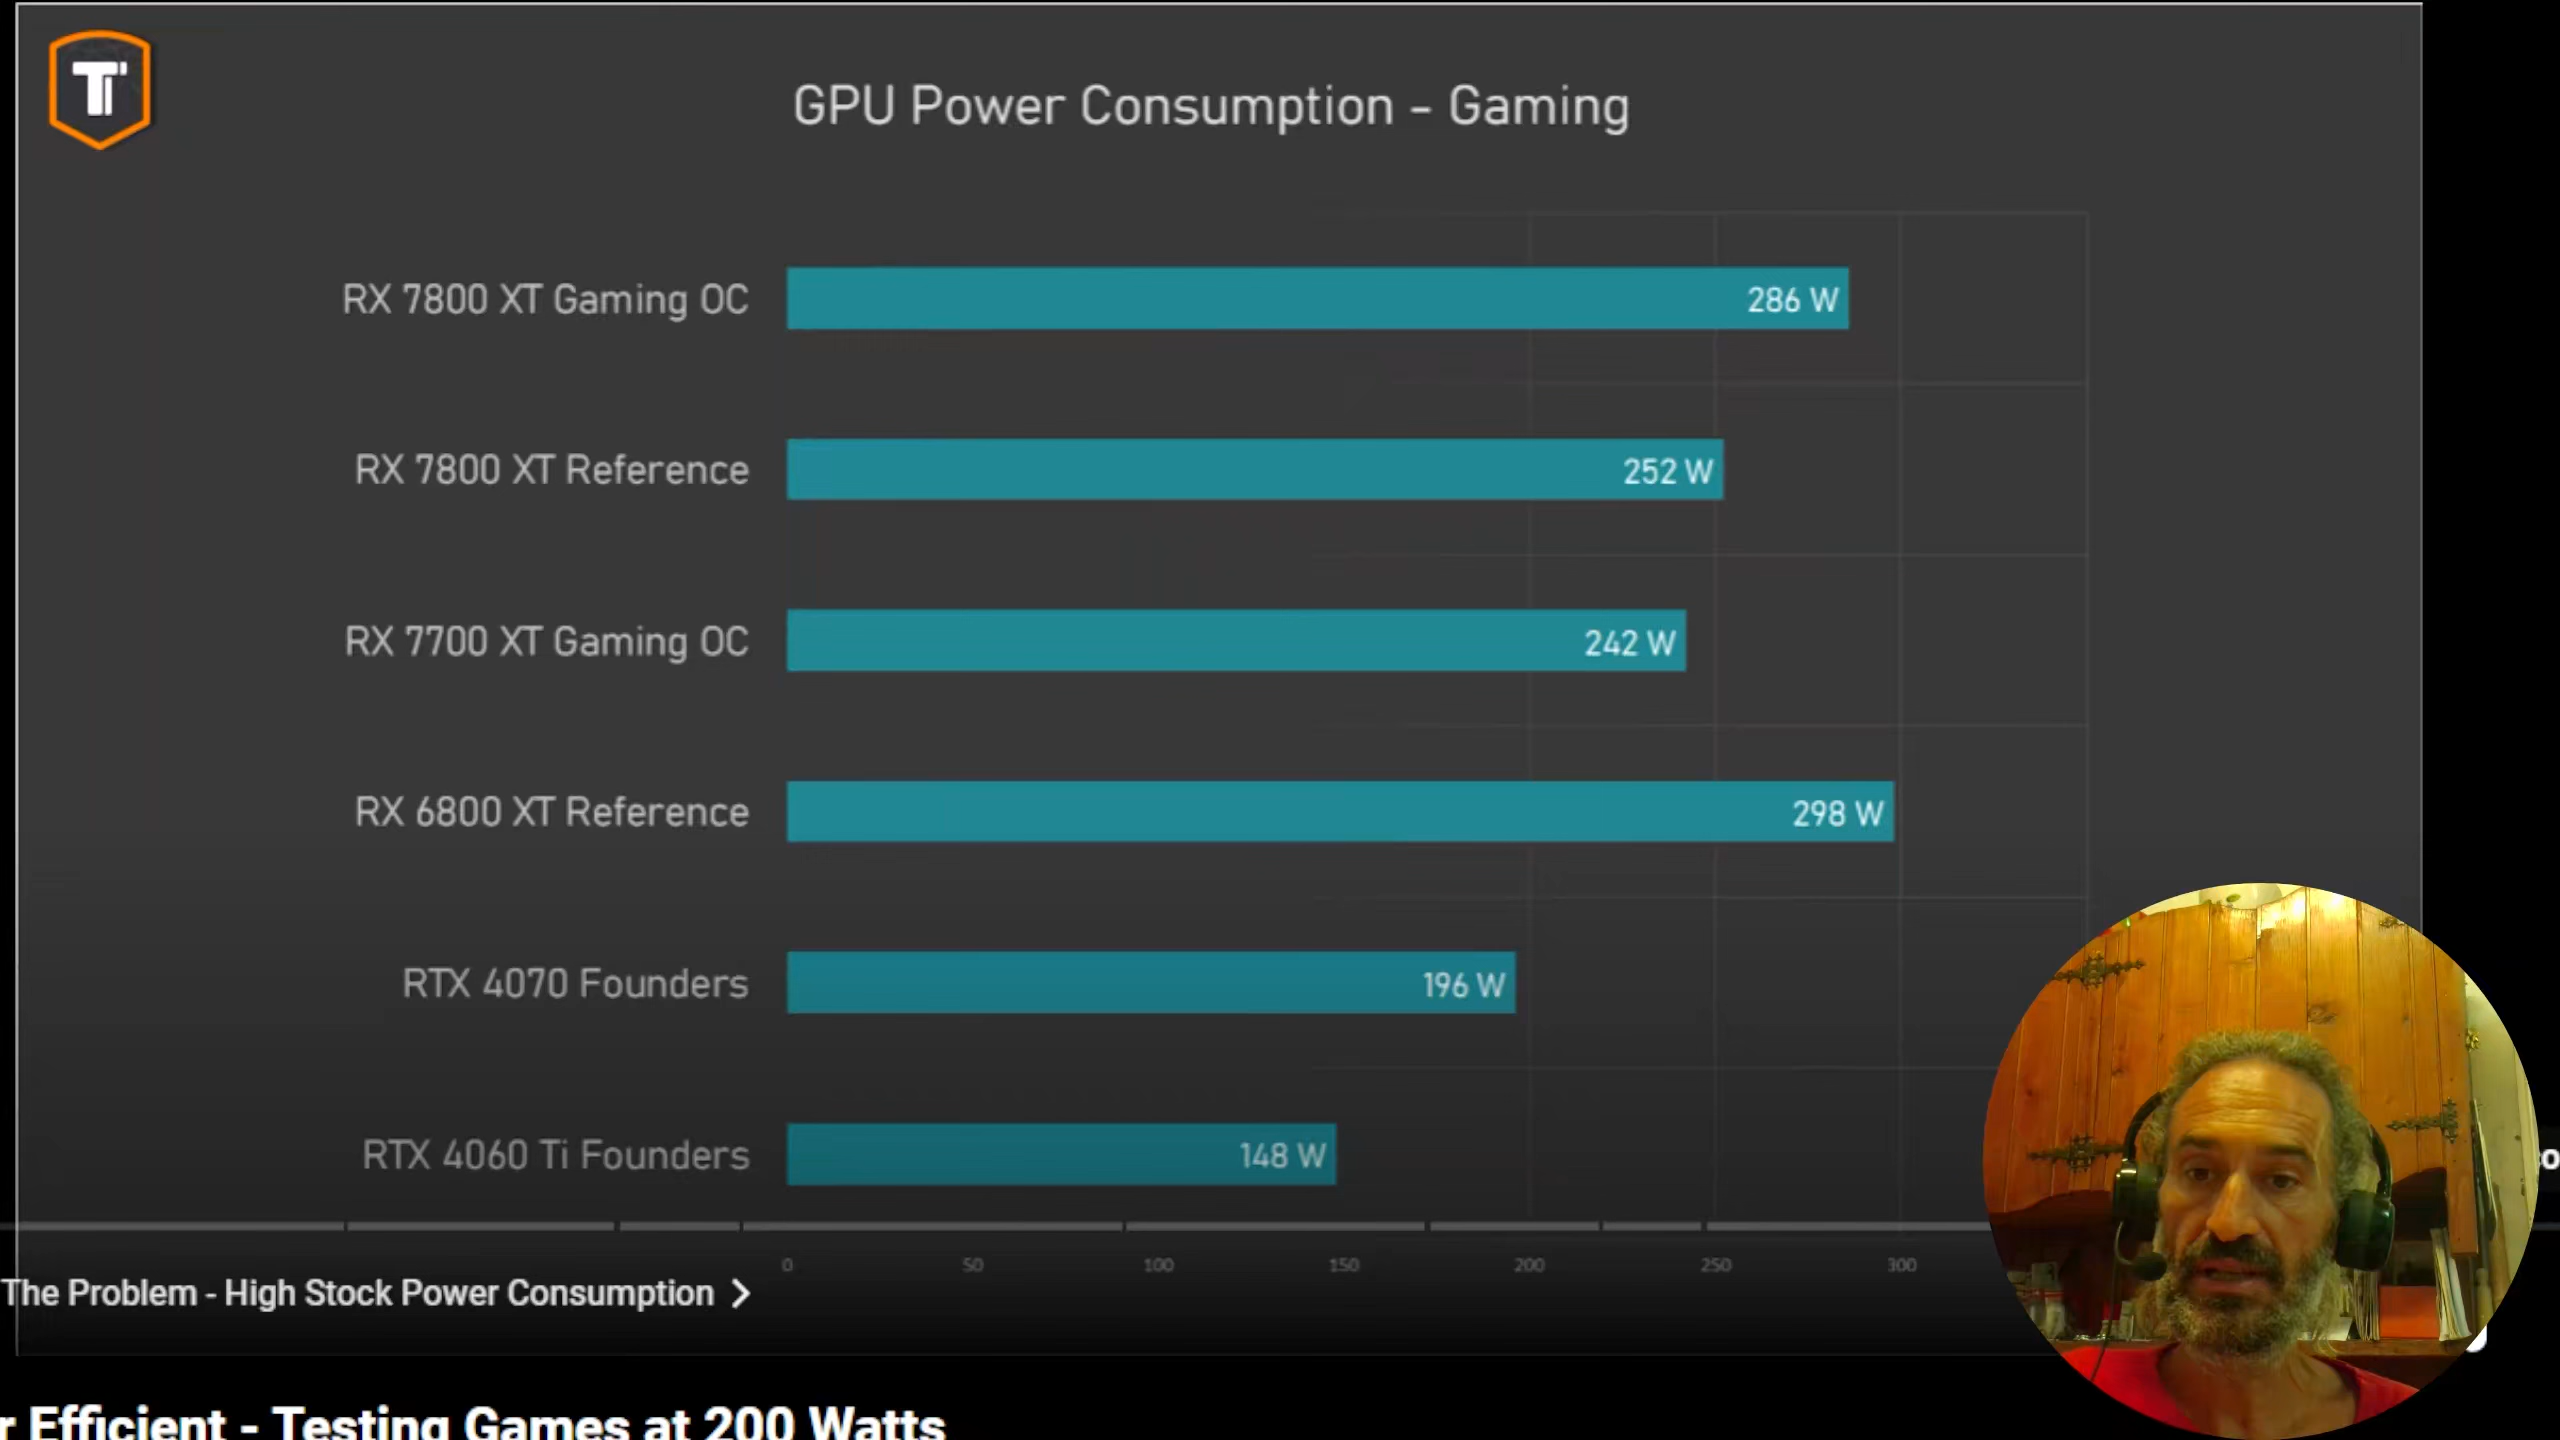 Ti
GPU Power Consumption - Gaming
RX 7800 XT Gaming OC
286 W
RX 7800 XT Reference
252 W
RX 7700 XT Gaming OC
242 W
RX 6800 XT Reference
298 W
RTX 4070 Founders
196 W
RTX 4060 Ti Founders
148 W
0 50 100 150 200 250 300
The Problem - High Stock Power Consumption
r Efficient - Testing Games at 200 Watts